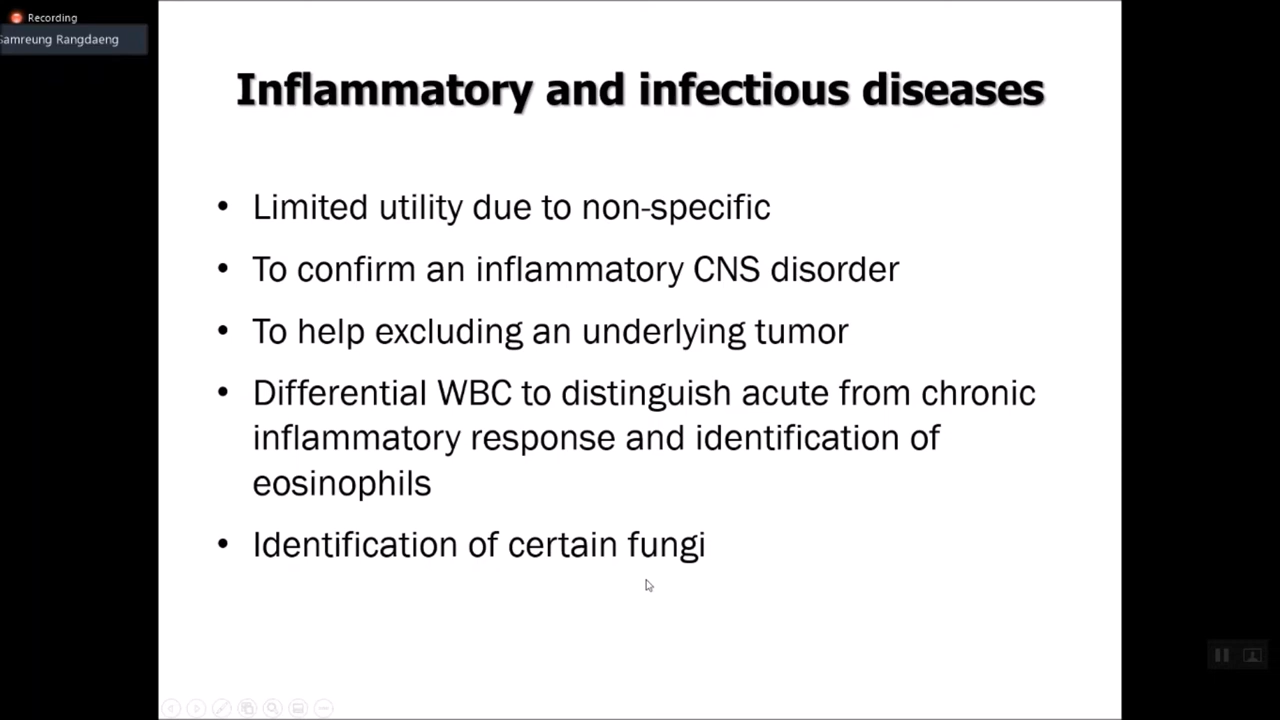 Recording
Samreung Rangdaeng
Inflammatory and infectious diseases
• Limited utility due to non-specific
• To confirm an inflammatory CNS disorder
• To help excluding an underlying tumor
• Differential WBC to distinguish acute from chronic
inflammatory response and identification of
eosinophils
• Identification of certain fungi